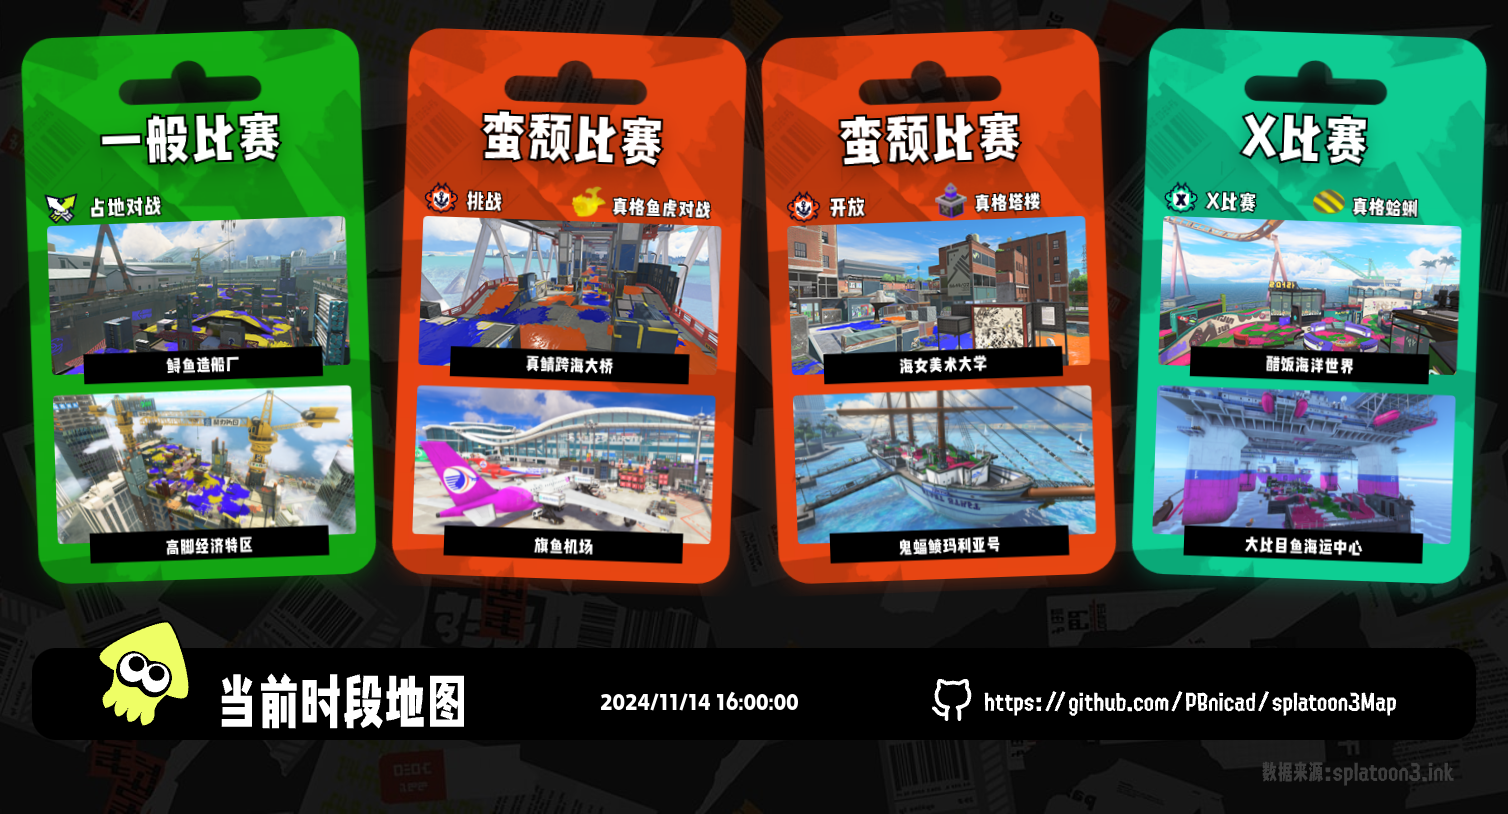 一般比赛
占地对战
鲟鱼造船厂
高脚经济特区
蛮颓比赛
挑战
真格鱼虎对战
真鲭跨海大桥
旗鱼机场
蛮颓比赛
开放
真格塔楼
海女美术大学
鬼蝠鲼玛利亚号
X比赛
X比赛
真格蛤蜊
醋饭海洋世界
大比目鱼海运中心
当前时段地图
2024/11/14 16:00:00
https://github.com/PBnicad/splatoon3Map
数据来源:splatoon3.ink